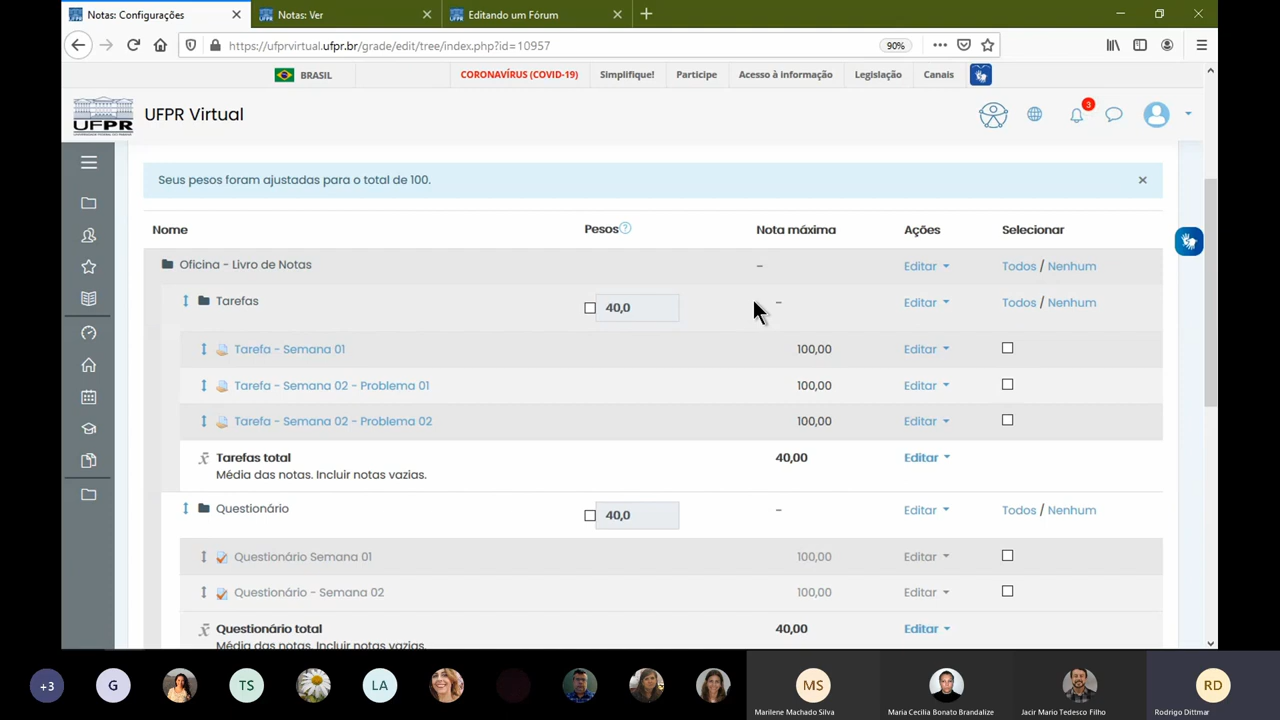 Notas: Configurações
Notas: Ver
Editando um Fórum
https://ufprvirtual.ufpr.br/grade/edit/tree/index.php?id=10957
90%
BRASIL
CORONAVÍRUS (COVID-19)
Simplifique!
Participe
Acesso à informação
Legislação
Canais
UFPR
UFPR Virtual
3
Seus pesos foram ajustadas para o total de 100.
Nome Pesos Nota máxima Ações Selecionar
Oficina - Livro de Notas - Editar Todos / Nenhum
Tarefas 40,0 - Editar Todos / Nenhum
Tarefa - Semana 01 100,00 Editar
Tarefa - Semana 02 - Problema 01 100,00 Editar
Tarefa - Semana 02 - Problema 02 100,00 Editar
Tarefas total 40,00 Editar
Média das notas. Incluir notas vazias.
Questionário 40,0 - Editar Todos / Nenhum
Questionário Semana 01 100,00 Editar
Questionário - Semana 02 100,00 Editar
Questionário total 40,00 Editar
Média das notas. Incluir notas vazias.
+3
G
TS
LA
MS
RD
Marilene Machado Silva
Maria Cecilia Bonato Brandalize
Jacir Mario Tedesco Filho
Rodrigo Dittmar